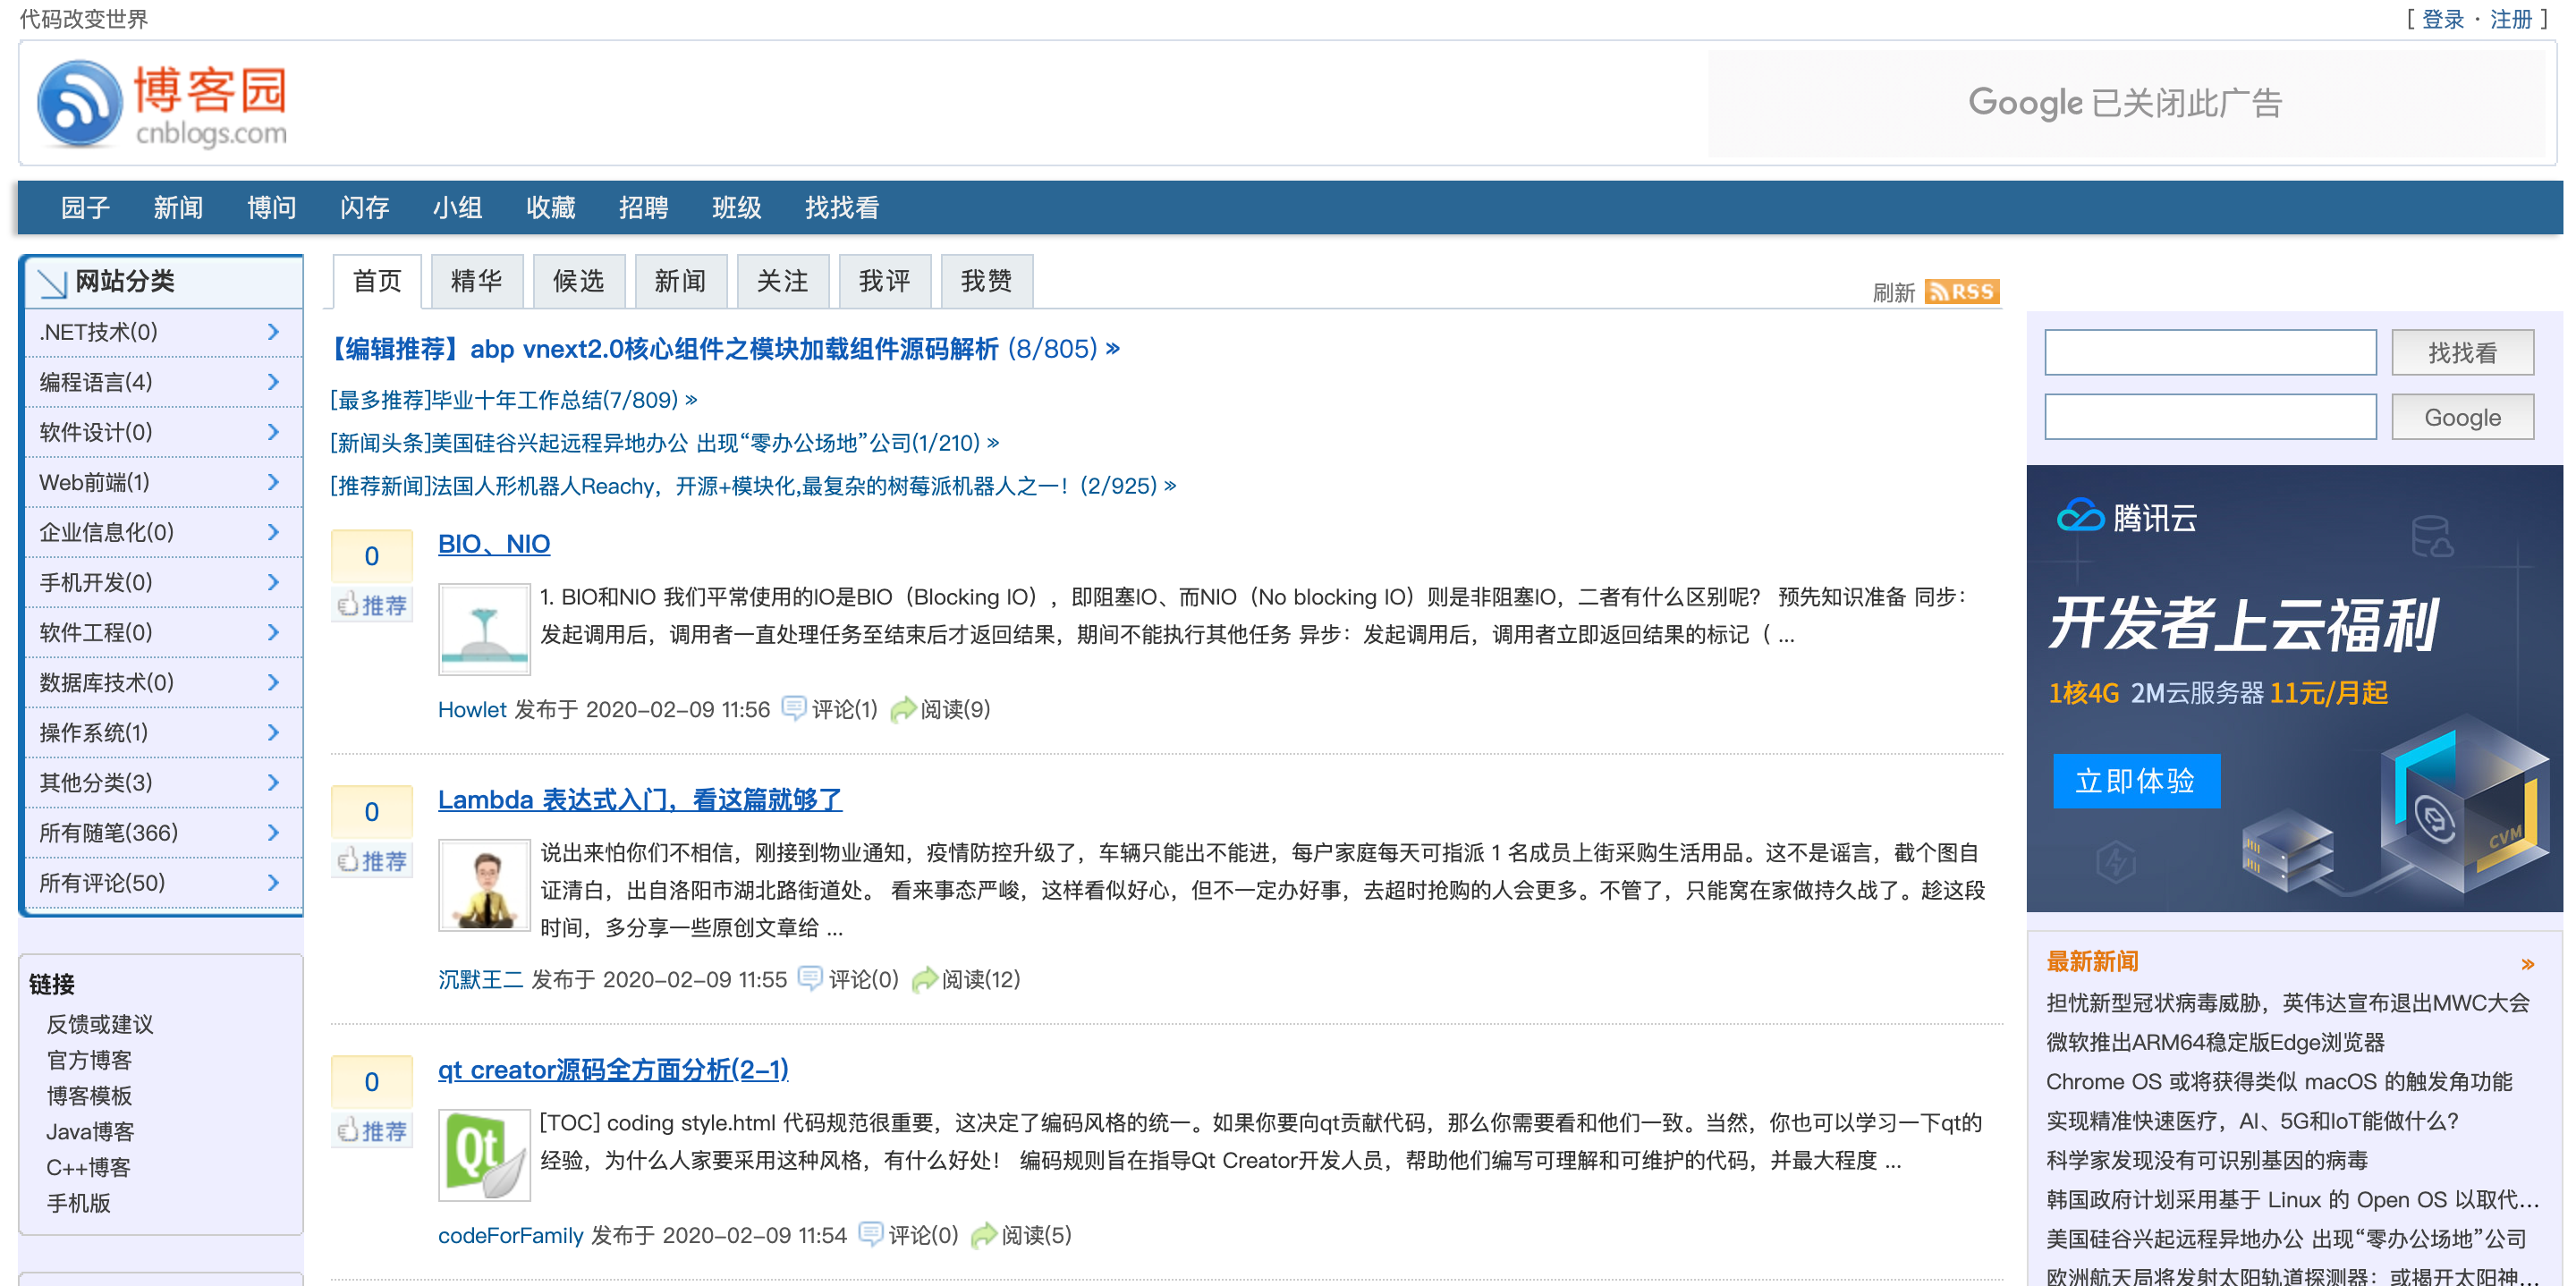 代码改变世界
[ 登录 · 注册 ]
博客园
cnblogs.com
Google 已关闭此广告
园子 新闻 博问 闪存 小组 收藏 招聘 班级 找找看
网站分类
.NET技术(0)
编程语言(4)
软件设计(0)
Web前端(1)
企业信息化(0)
手机开发(0)
软件工程(0)
数据库技术(0)
操作系统(1)
其他分类(3)
所有随笔(366)
所有评论(50)
链接
反馈或建议
官方博客
博客模板
Java博客
C++博客
手机版
首页 精华 候选 新闻 关注 我评 我赞
刷新 RSS
【编辑推荐】abp vnext2.0核心组件之模块加载组件源码解析 (8/805) »
[最多推荐]毕业十年工作总结(7/809) »
[新闻头条]美国硅谷兴起远程异地办公 出现“零办公场地”公司(1/210) »
[推荐新闻]法国人形机器人Reachy，开源+模块化,最复杂的树莓派机器人之一！(2/925) »
0
推荐
BIO、NIO
1. BIO和NIO 我们平常使用的IO是BIO（Blocking IO），即阻塞IO、而NIO（No blocking IO）则是非阻塞IO，二者有什么区别呢？ 预先知识准备 同步：
发起调用后，调用者一直处理任务至结束后才返回结果，期间不能执行其他任务 异步：发起调用后，调用者立即返回结果的标记（ ...
Howlet 发布于 2020-02-09 11:56 评论(1) 阅读(9)
0
推荐
Lambda 表达式入门，看这篇就够了
说出来怕你们不相信，刚接到物业通知，疫情防控升级了，车辆只能出不能进，每户家庭每天可指派 1 名成员上街采购生活用品。这不是谣言，截个图自
证清白，出自洛阳市湖北路街道处。 看来事态严峻，这样看似好心，但不一定办好事，去超时抢购的人会更多。不管了，只能窝在家做持久战了。趁这段
时间，多分享一些原创文章给 ...
沉默王二 发布于 2020-02-09 11:55 评论(0) 阅读(12)
0
推荐
qt creator源码全方面分析(2-1)
Qt
[TOC] coding style.html 代码规范很重要，这决定了编码风格的统一。如果你要向qt贡献代码，那么你需要看和他们一致。当然，你也可以学习一下qt的
经验，为什么人家要采用这种风格，有什么好处！ 编码规则旨在指导Qt Creator开发人员，帮助他们编写可理解和可维护的代码，并最大程度 ...
codeForFamily 发布于 2020-02-09 11:54 评论(0) 阅读(5)
找找看
Google
腾讯云
开发者上云福利
1核4G 2M云服务器 11元/月起
立即体验
CVM
最新新闻 »
担忧新型冠状病毒威胁，英伟达宣布退出MWC大会
微软推出ARM64稳定版Edge浏览器
Chrome OS 或将获得类似 macOS 的触发角功能
实现精准快速医疗，AI、5G和IoT能做什么？
科学家发现没有可识别基因的病毒
韩国政府计划采用基于 Linux 的 Open OS 以取代...
美国硅谷兴起远程异地办公 出现“零办公场地”公司
欧洲航天局将发射太阳轨道探测器：或揭开太阳神...